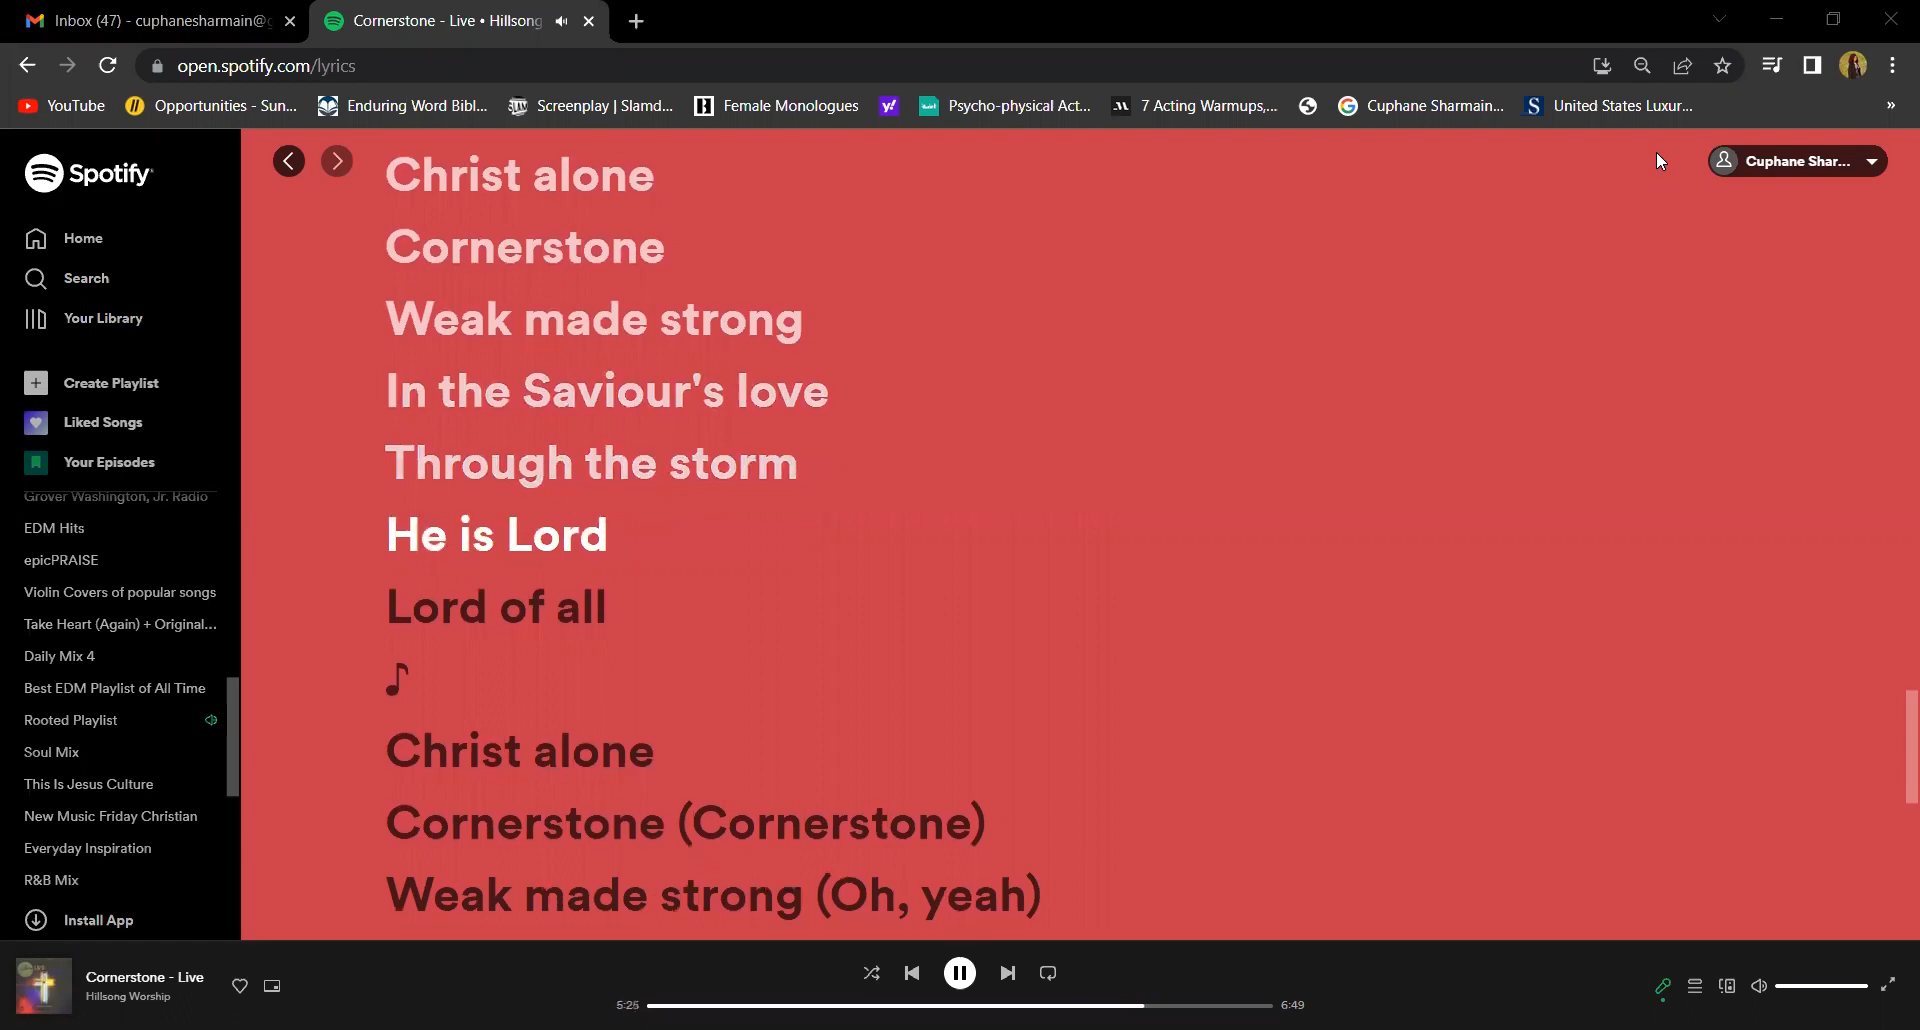 Inbox (47) - cuphanesharmain@g
Cornerstone - Live • Hillsong
open.spotify.com/lyrics
YouTube
Opportunities - Sun...
Enduring Word Bibl...
Screenplay | Slamd...
Female Monologues
Psycho-physical Act...
7 Acting Warmups,...
Cuphane Sharmain...
United States Luxur...
»
Spotify
Home
Search
Your Library
Create Playlist
Liked Songs
Your Episodes
Grover Washington, Jr. Radio
EDM Hits
epicPRAISE
Violin Covers of popular songs
Take Heart (Again) + Original...
Daily Mix 4
Best EDM Playlist of All Time
Rooted Playlist
Soul Mix
This Is Jesus Culture
New Music Friday Christian
Everyday Inspiration
R&B Mix
Install App
Cuphane Shar...
Christ alone
Cornerstone
Weak made strong
In the Saviour's love
Through the storm
He is Lord
Lord of all
♪
Christ alone
Cornerstone (Cornerstone)
Weak made strong (Oh, yeah)
Cornerstone - Live
Hillsong Worship
5:25
6:49